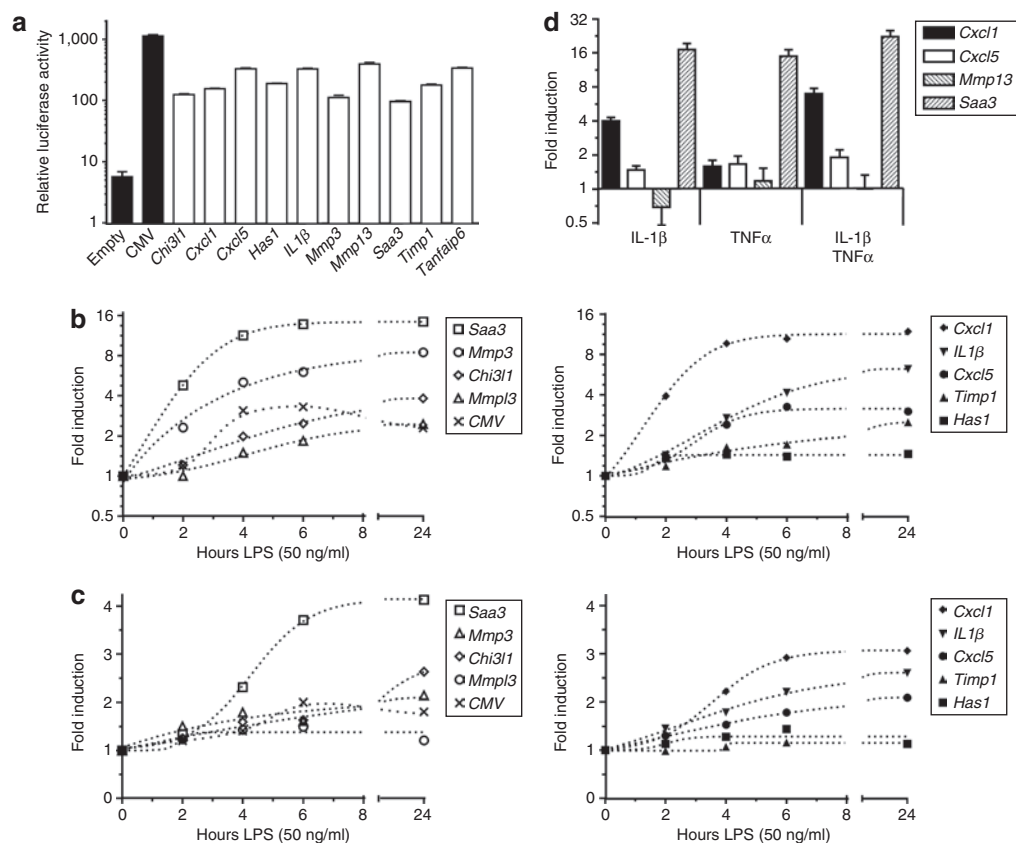 a
Relative luciferase activity
1,000
100
10
1
Empty
CMV
Chi3l1
Cxcl1
Cxcl5
Has1
IL1β
Mmp3
Mmp13
Saa3
Timp1
Tanfaip6
d
Fold induction
32
16
8
4
2
1
0.5
IL-1β
TNFα
IL-1β
TNFα
Cxcl1
Cxcl5
Mmp13
Saa3
b
Fold induction
16
8
4
2
1
0.5
0 2 4 6 8 24
Hours LPS (50 ng/ml)
Saa3
Mmp3
Chi3l1
Mmpl3
CMV
Fold induction
16
8
4
2
1
0.5
0 2 4 6 8 24
Hours LPS (50 ng/ml)
Cxcl1
IL1β
Cxcl5
Timp1
Has1
c
Fold induction
4
3
2
1
0
0 2 4 6 8 24
Hours LPS (50 ng/ml)
Saa3
Mmp3
Chi3l1
Mmpl3
CMV
Fold induction
4
3
2
1
0
0 2 4 6 8 24
Hours LPS (50 ng/ml)
Cxcl1
IL1β
Cxcl5
Timp1
Has1